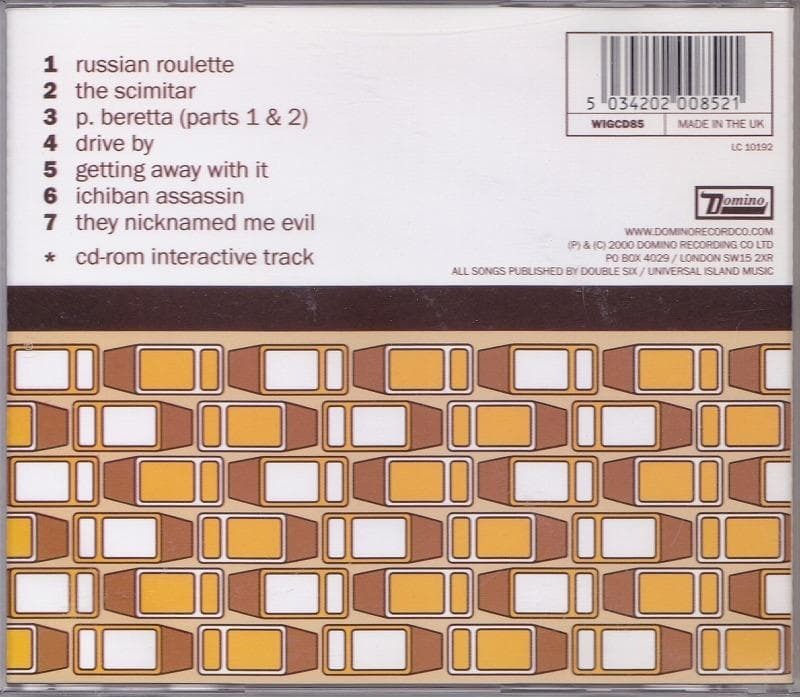 1 russian roulette
2 the scimitar
3 p. beretta (parts 1 & 2)
4 drive by
5 getting away with it
6 ichiban assassin
7 they nicknamed me evil
* cd-rom interactive track
5 034202 008521
WIGCD85 MADE IN THE UK
LC 10192
Domino
WWW.DOMINORECORDCO.COM
(P) & (C) 2000 DOMINO RECORDING CO LTD
PO BOX 4029 / LONDON SW15 2XR
ALL SONGS PUBLISHED BY DOUBLE SIX / UNIVERSAL ISLAND MUSIC